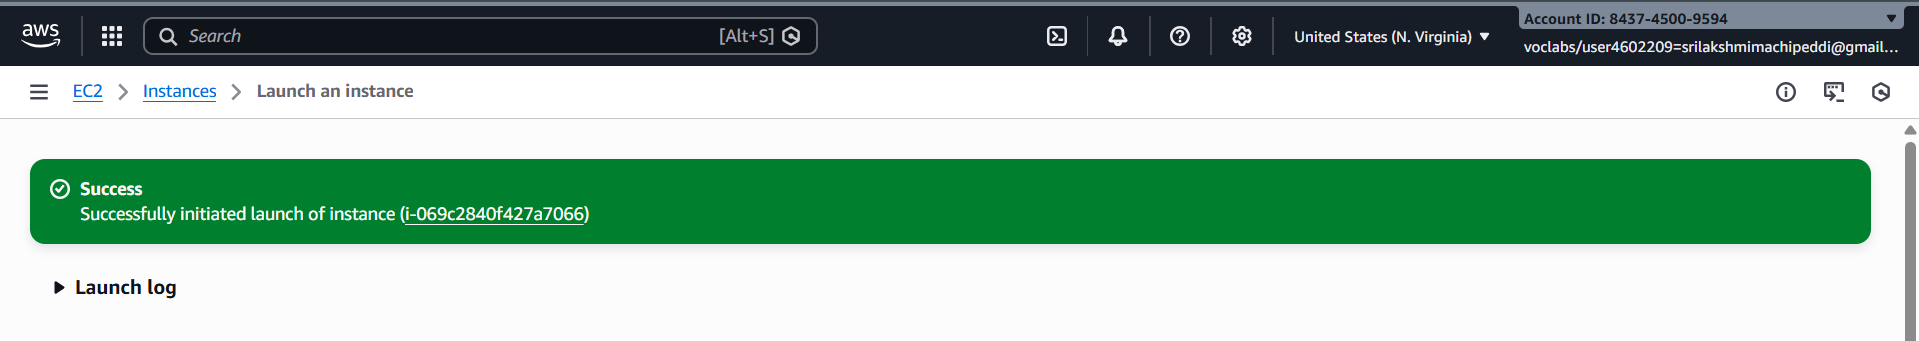 aws
Search [Alt+S]
United States (N. Virginia)
Account ID: 8437-4500-9594
voclabs/user4602209=srilakshmimachipeddi@gmail...
EC2 Instances Launch an instance
Success
Successfully initiated launch of instance (i-069c2840f427a7066)
Launch log